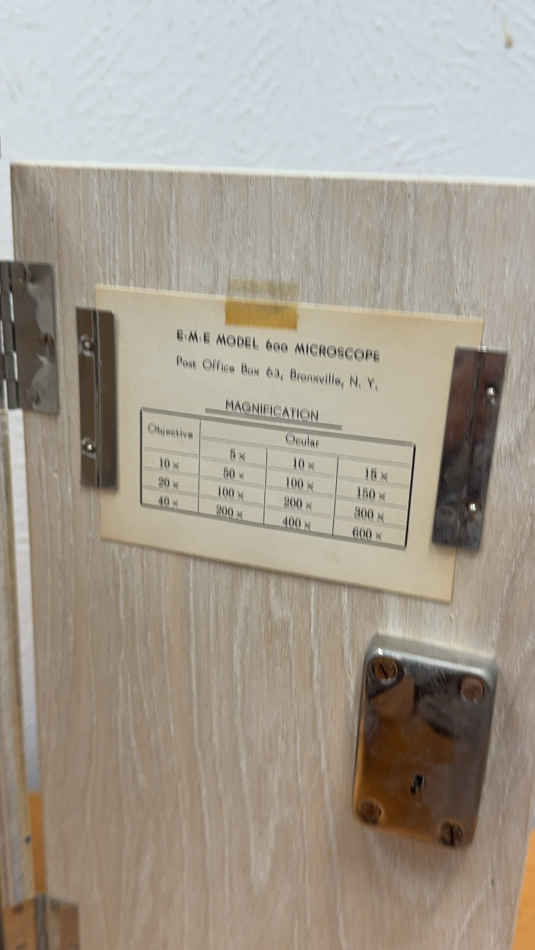 E·M·E MODEL 600 MICROSCOPE
Post Office Box 63, Bronxville, N. Y.
MAGNIFICATION
Objective Ocular
5 × 10 × 15 ×
10 × 50 × 100 × 150 ×
20 × 100 × 200 × 300 ×
40 × 200 × 400 × 600 ×